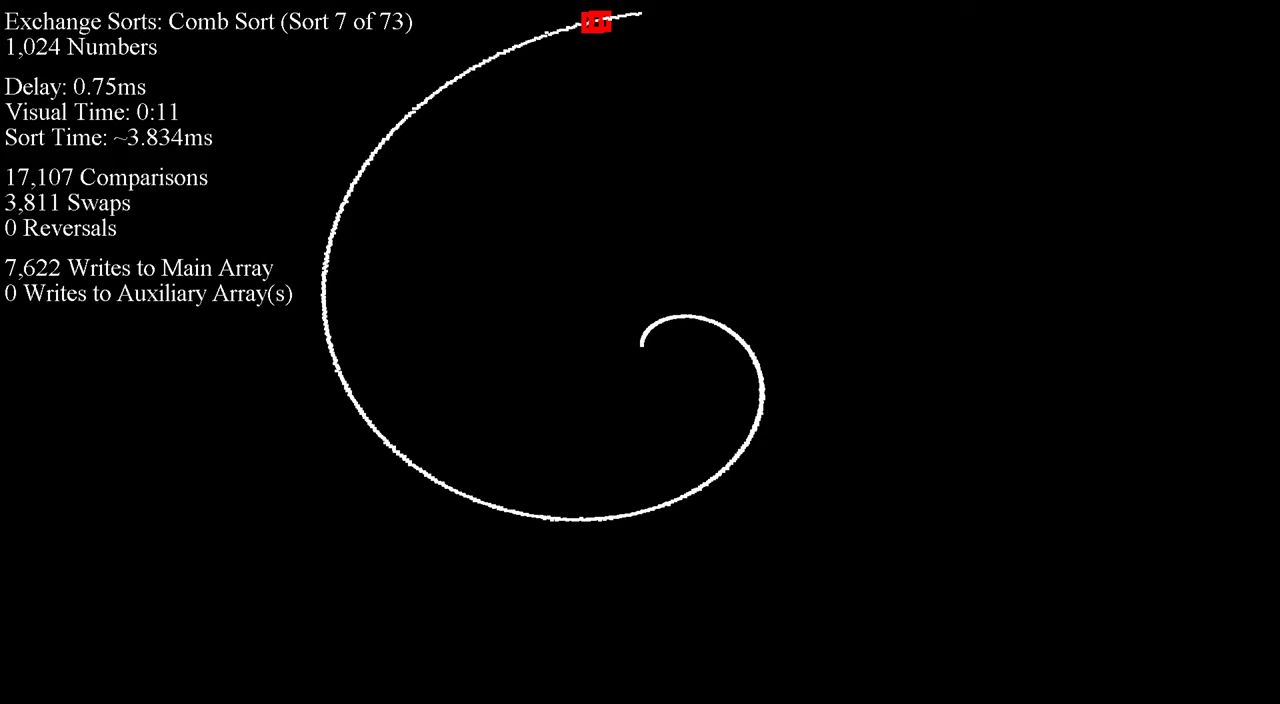 Exchange Sorts: Comb Sort (Sort 7 of 73)
1,024 Numbers
Delay: 0.75ms
Visual Time: 0:11
Sort Time: ~3.834ms
17,107 Comparisons
3,811 Swaps
0 Reversals
7,622 Writes to Main Array
0 Writes to Auxiliary Array(s)